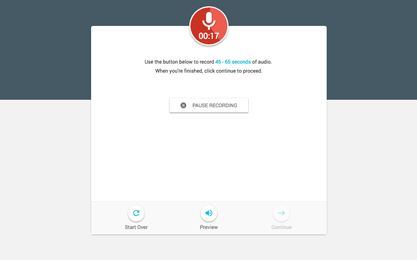 00:17
Use the button below to record 45 - 65 seconds of audio.
When you're finished, click continue to proceed.
PAUSE RECORDING
Start Over
Preview
Continue